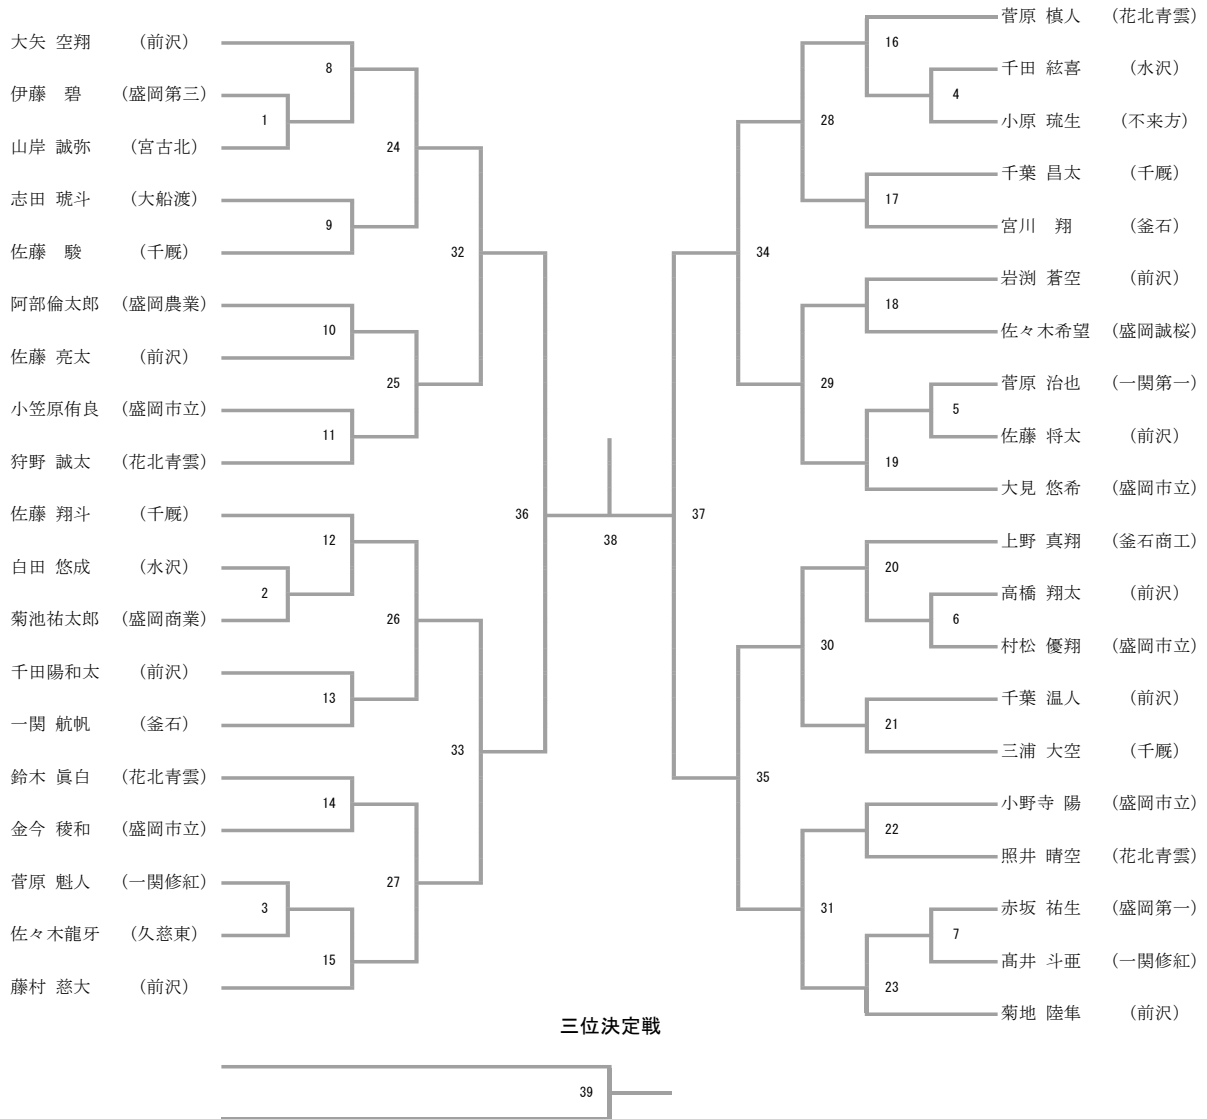 大矢 空翔 (前沢)
8
伊藤 碧 (盛岡第三)
1
山岸 誠弥 (宮古北)
24
志田 琥斗 (大船渡)
9
佐藤 駿 (千厩)
32
阿部倫太郎 (盛岡農業)
10
佐藤 亮太 (前沢)
25
小笠原侑良 (盛岡市立)
11
狩野 誠太 (花北青雲)
36
佐藤 翔斗 (千厩)
12
白田 悠成 (水沢)
2
菊池祐太郎 (盛岡商業)
26
千田陽和太 (前沢)
13
一関 航帆 (釜石)
33
鈴木 眞白 (花北青雲)
14
金今 稜和 (盛岡市立)
27
菅原 魁人 (一関修紅)
3
佐々木龍牙 (久慈東)
15
藤村 慈大 (前沢)
38
菅原 槙人 (花北青雲)
16
千田 絃喜 (水沢)
4
小原 琉生 (不来方)
28
千葉 昌太 (千厩)
17
宮川 翔 (釜石)
34
岩渕 蒼空 (前沢)
18
佐々木希望 (盛岡誠桜)
29
菅原 治也 (一関第一)
5
佐藤 将太 (前沢)
19
大見 悠希 (盛岡市立)
37
上野 真翔 (釜石商工)
20
高橋 翔太 (前沢)
6
村松 優翔 (盛岡市立)
30
千葉 温人 (前沢)
21
三浦 大空 (千厩)
35
小野寺 陽 (盛岡市立)
22
照井 晴空 (花北青雲)
31
赤坂 祐生 (盛岡第一)
7
髙井 斗亜 (一関修紅)
23
菊地 陸隼 (前沢)
三位決定戦
39